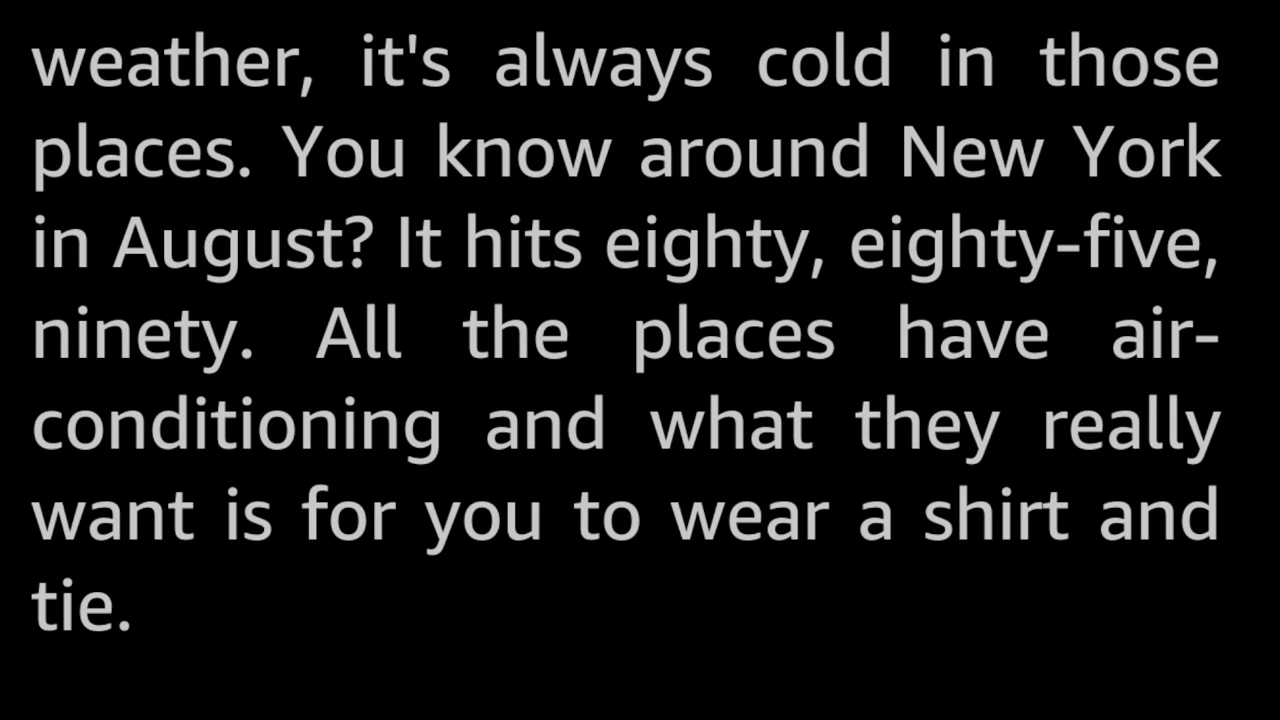 weather, it's always cold in those
places. You know around New York
in August? It hits eighty, eighty-five,
ninety. All the places have air-
conditioning and what they really
want is for you to wear a shirt and
tie.